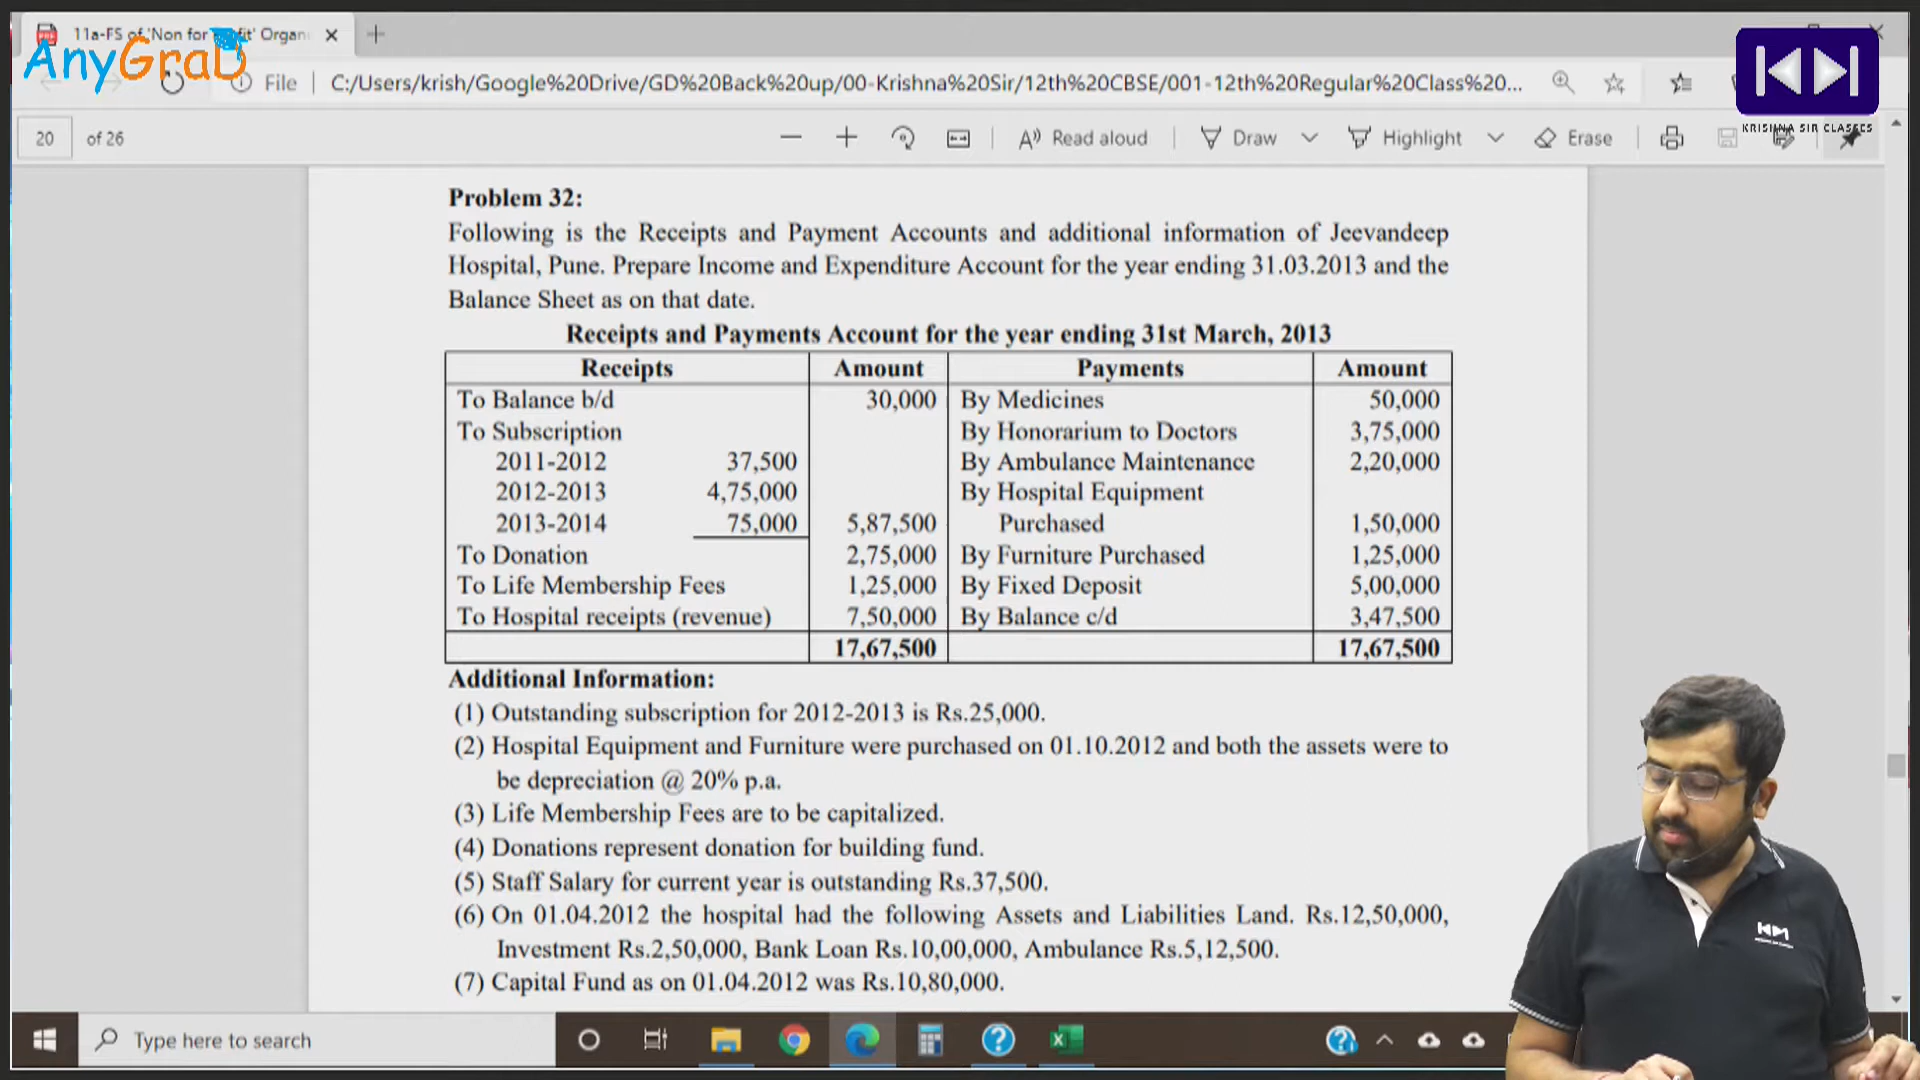 11a-FS of 'Non for Profit' Organ
AnyGraD
File
C:/Users/krish/Google%20Drive/GD%20Back%20up/00-Krishna%20Sir/12th%20CBSE/001-12th%20Regular%20Class%20...
KRISHNA SIR CLASSES
20 of 26
Read aloud Draw Highlight Erase
Problem 32:
Following is the Receipts and Payment Accounts and additional information of Jeevandeep
Hospital, Pune. Prepare Income and Expenditure Account for the year ending 31.03.2013 and the
Balance Sheet as on that date.
Receipts and Payments Account for the year ending 31st March, 2013
Receipts Amount Payments Amount
To Balance b/d 30,000 By Medicines 50,000
To Subscription By Honorarium to Doctors 3,75,000
2011-2012 37,500 By Ambulance Maintenance 2,20,000
2012-2013 4,75,000 By Hospital Equipment
2013-2014 75,000 5,87,500 Purchased 1,50,000
To Donation 2,75,000 By Furniture Purchased 1,25,000
To Life Membership Fees 1,25,000 By Fixed Deposit 5,00,000
To Hospital receipts (revenue) 7,50,000 By Balance c/d 3,47,500
17,67,500 17,67,500
Additional Information:
(1) Outstanding subscription for 2012-2013 is Rs.25,000.
(2) Hospital Equipment and Furniture were purchased on 01.10.2012 and both the assets were to
be depreciation @ 20% p.a.
(3) Life Membership Fees are to be capitalized.
(4) Donations represent donation for building fund.
(5) Staff Salary for current year is outstanding Rs.37,500.
(6) On 01.04.2012 the hospital had the following Assets and Liabilities Land. Rs.12,50,000,
Investment Rs.2,50,000, Bank Loan Rs.10,00,000, Ambulance Rs.5,12,500.
(7) Capital Fund as on 01.04.2012 was Rs.10,80,000.
Type here to search